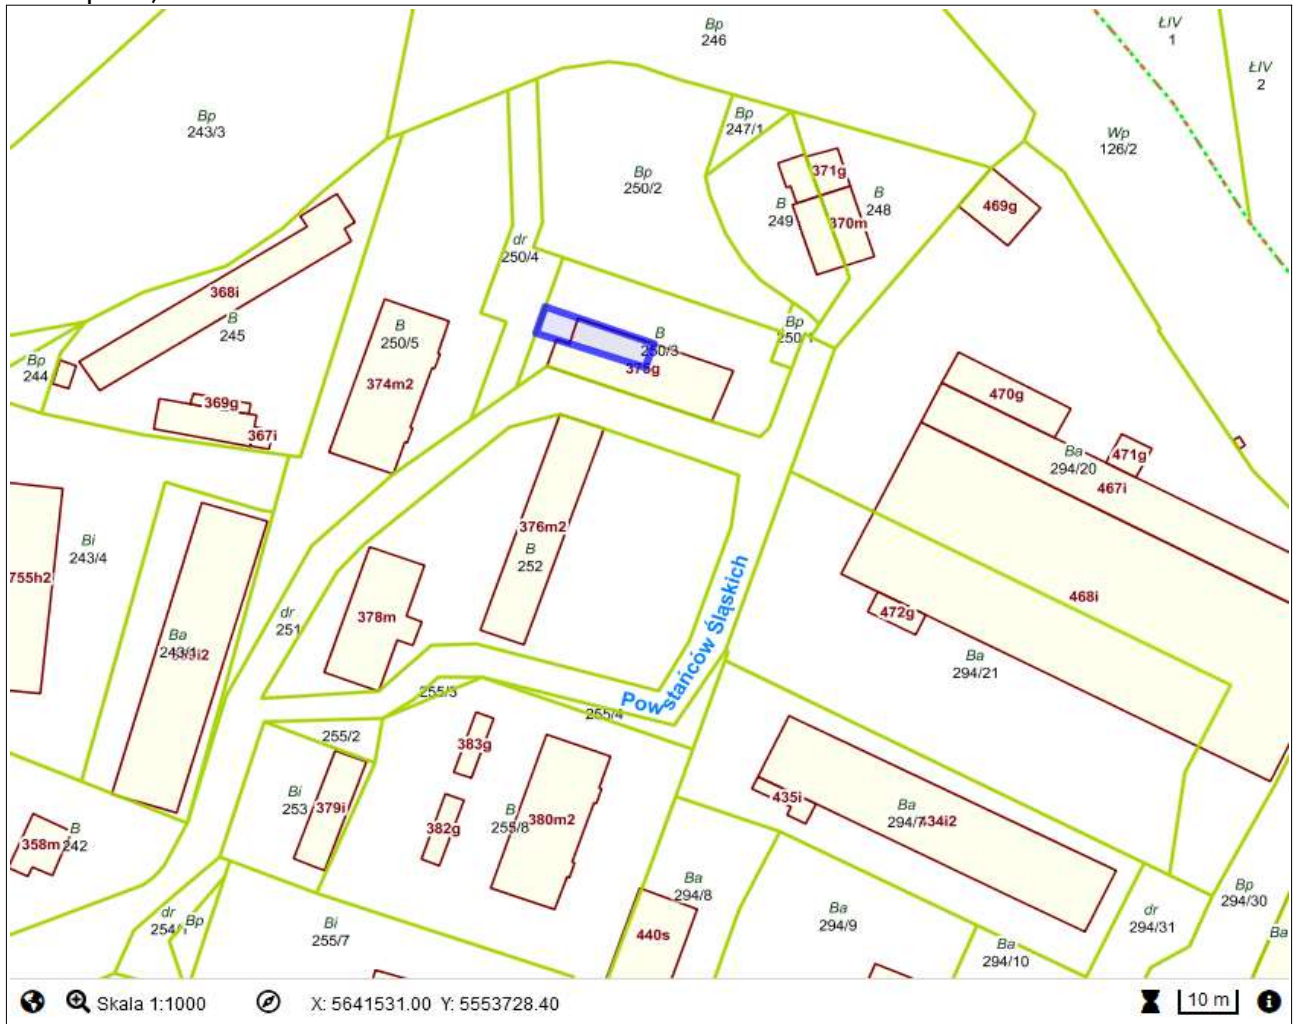 Bp
246
ŁIV
1
ŁIV
2
Bp
243/3
Bp
247/1
Wp
126/2
Bp
250/2
371g
B
249
B
248
370m
469g
dr
250/4
368i
B
245
B
250/5
Bp
250/1
B
250/3
375g
Bp
244
374m2
369g
367i
470g
Ba
294/20
471g
467i
376m2
B
252
Bi
243/4
755h2
468i
472g
378m
dr
251
Ba
243/1
Ba
294/21
Powstańców Śląskich
255/3
255/4
255/2
383g
Bi
253
379i
382g
B
255/8
380m2
435i
Ba
294/7
434i2
358m
B
242
Ba
294/8
Bp
294/30
dr
254/1
Bp
Bi
255/7
440s
Ba
294/9
dr
294/31
Ba
294/10
Ba
Skala 1:1000
X: 5641531.00 Y: 5553728.40
10 m